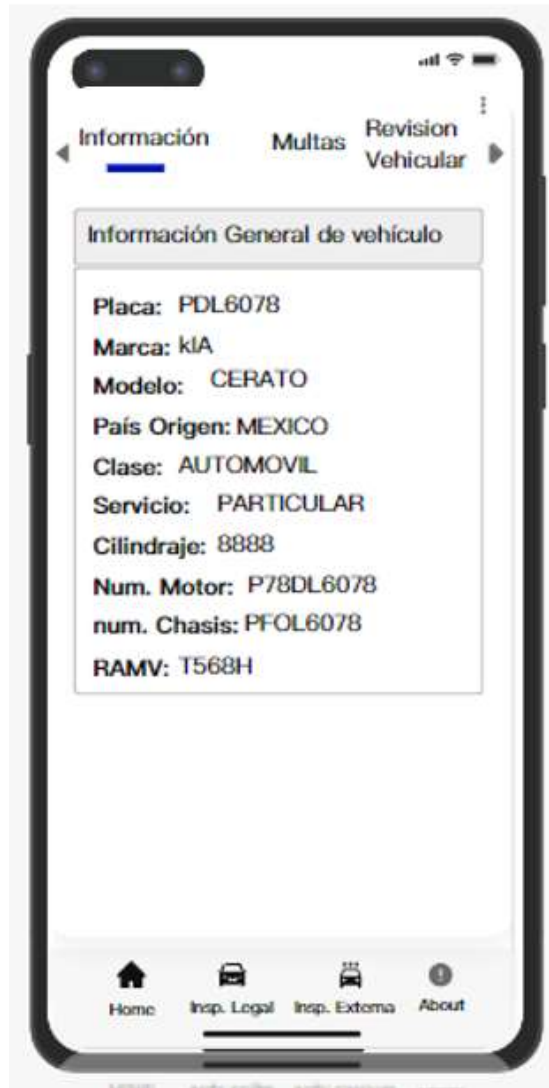 Información
Multas
Revision
Vehicular
Información General de vehículo
Placa: PDL6078
Marca: kIA
Modelo: CERATO
País Origen: MEXICO
Clase: AUTOMOVIL
Servicio: PARTICULAR
Cilindraje: 8888
Num. Motor: P78DL6078
num. Chasis: PFOL6078
RAMV: T568H
Home
Insp. Legal
Insp. Externa
About